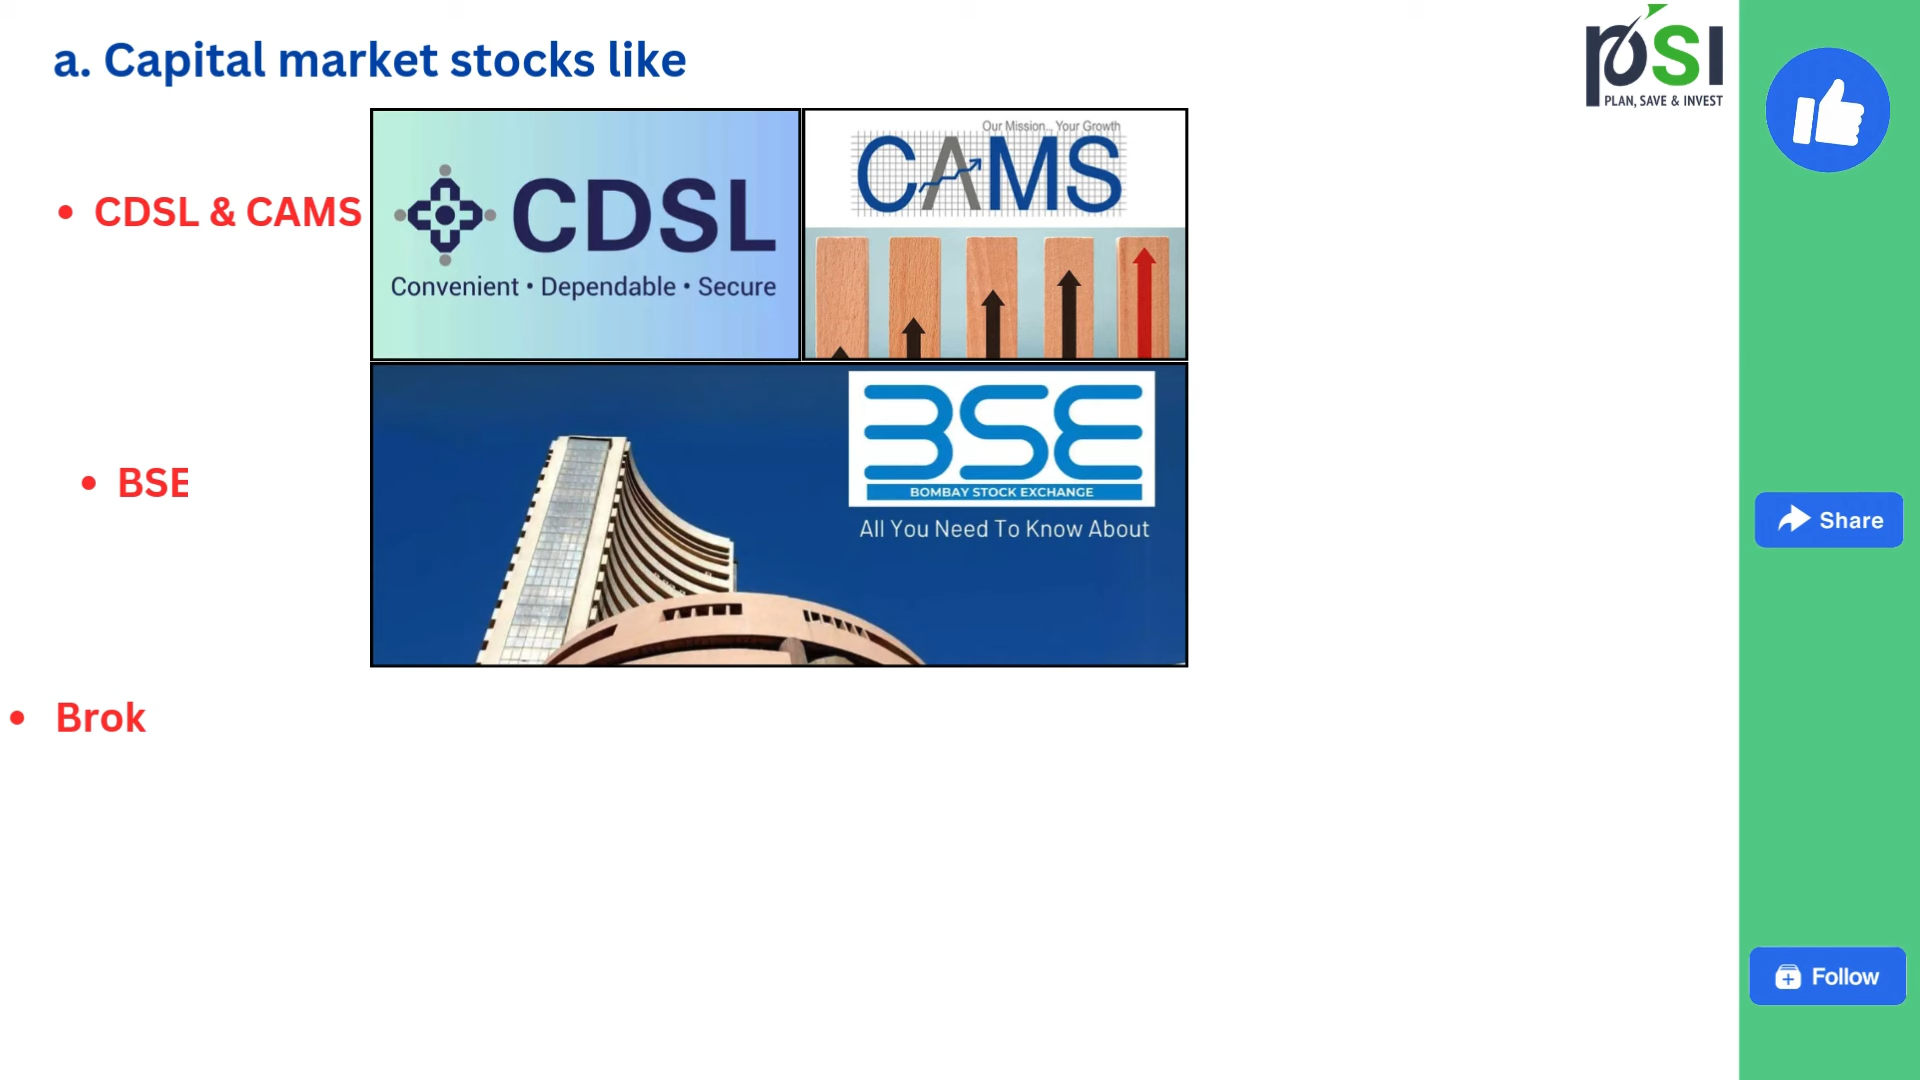 a. Capital market stocks like
pSI
PLAN, SAVE & INVEST
• CDSL & CAMS
CDSL
Convenient • Dependable • Secure
Our Mission... Your Growth
CAMS
• BSE
BSE
BOMBAY STOCK EXCHANGE
All You Need To Know About
• Brok
Share
Follow